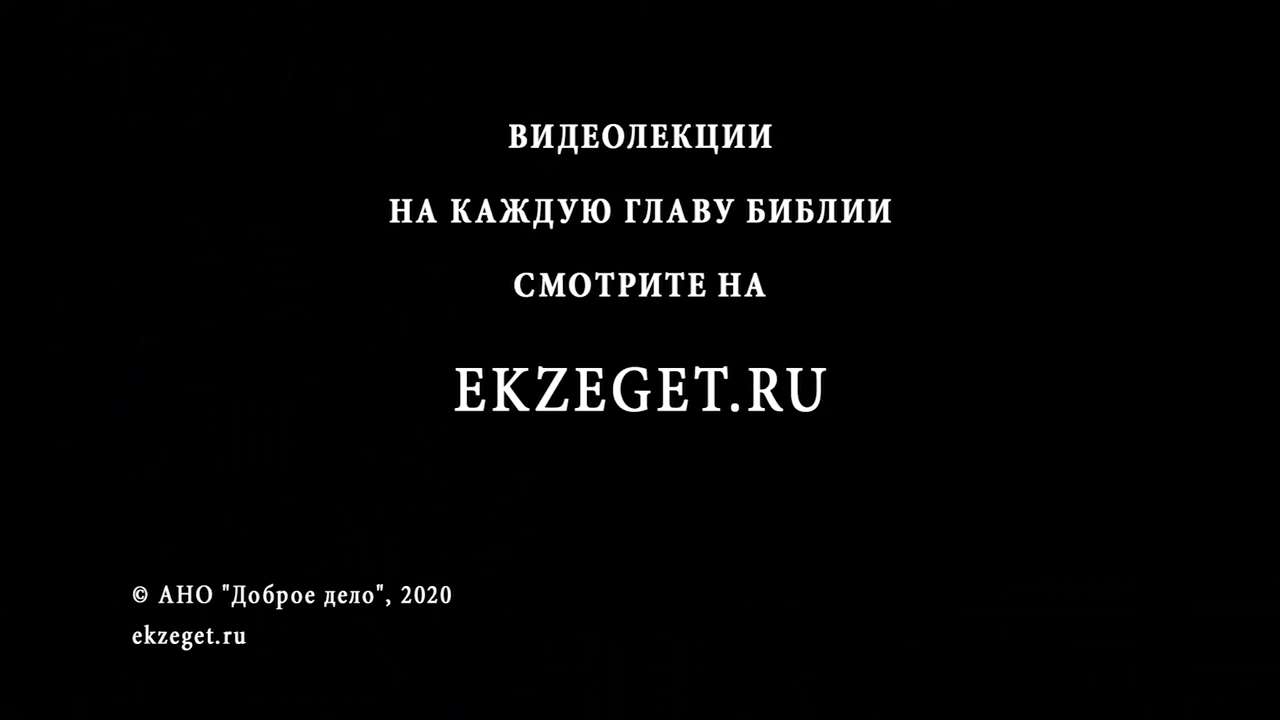 ВИДЕОЛЕКЦИИ
НА КАЖДУЮ ГЛАВУ БИБЛИИ
СМОТРИТЕ НА
EKZEGET.RU
© АНО "Доброе дело", 2020
ekzeget.ru